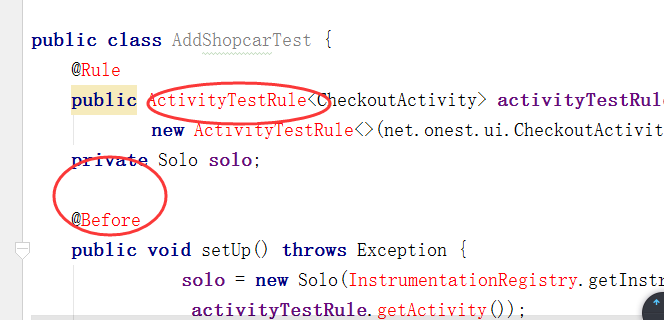 public class AddShopcarTest {
@Rule
public ActivityTestRule<CheckoutActivity> activityTestRule
new ActivityTestRule<>(net.onest.ui.CheckoutActivit
private Solo solo;
@Before
public void setUp() throws Exception {
solo = new Solo(InstrumentationRegistry.getInstr
activityTestRule.getActivity());